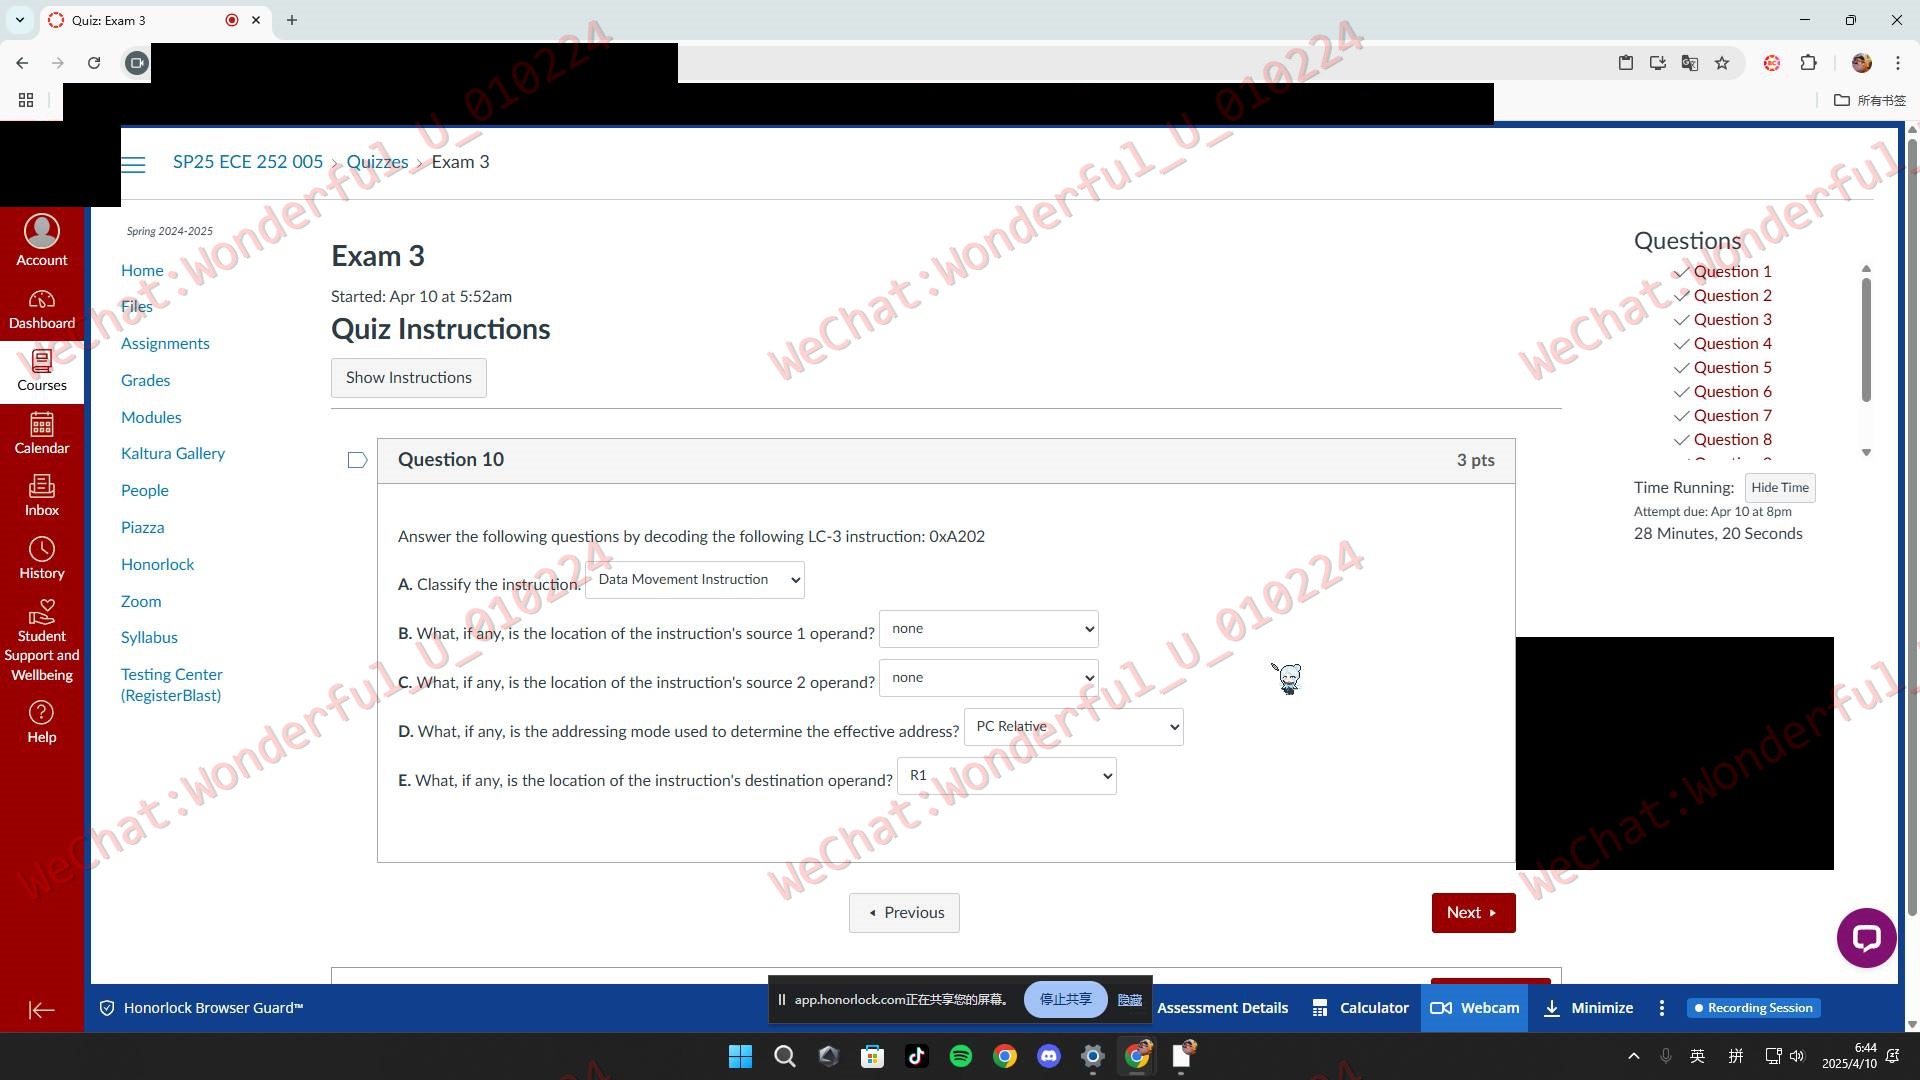 Quiz: Exam 3
所有书签
SP25 ECE 252 005 › Quizzes › Exam 3
Account
Dashboard
Courses
Calendar
Inbox
History
Student
Support and
Wellbeing
Help
Spring 2024-2025
Home
Files
Assignments
Grades
Modules
Kaltura Gallery
People
Piazza
Honorlock
Zoom
Syllabus
Testing Center
(RegisterBlast)
Exam 3
Started: Apr 10 at 5:52am
Quiz Instructions
Show Instructions
Question 10
3 pts
Answer the following questions by decoding the following LC-3 instruction: 0xA202
A. Classify the instruction. Data Movement Instruction
B. What, if any, is the location of the instruction's source 1 operand? none
C. What, if any, is the location of the instruction's source 2 operand? none
D. What, if any, is the addressing mode used to determine the effective address? PC Relative
E. What, if any, is the location of the instruction's destination operand? R1
Previous
Next
Questions
Question 1
Question 2
Question 3
Question 4
Question 5
Question 6
Question 7
Question 8
Time Running: Hide Time
Attempt due: Apr 10 at 8pm
28 Minutes, 20 Seconds
Honorlock Browser Guard™
app.honorlock.com正在共享您的屏幕。 停止共享 隐藏
Assessment Details
Calculator
Webcam
Minimize
Recording Session
英
拼
6:44
2025/4/10
WeChat:Wonderful_U_010224
WeChat:Wonderful_U_010224
WeChat:Wonderful_U
WeChat:Wonderful_U_010224
WeChat:Wonderful_U_010224
WeChat:Wonderful_U